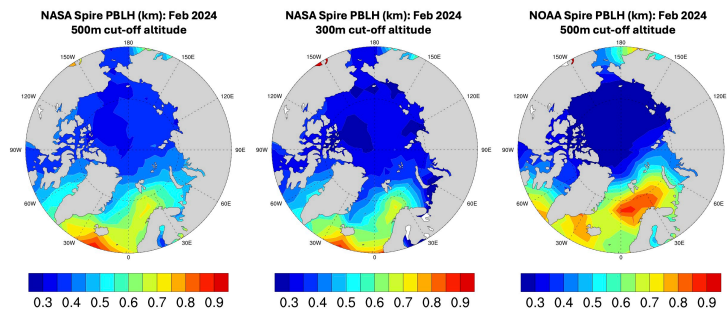 NASA Spire PBLH (km): Feb 2024
500m cut-off altitude
180
150W
120W
120E
90W
90E
60W
60E
30W
30E
0
0.3 0.4 0.5 0.6 0.7 0.8 0.9
NASA Spire PBLH (km): Feb 2024
300m cut-off altitude
180
150W
120W
120E
90W
90E
60W
60E
30W
30E
0
0.3 0.4 0.5 0.6 0.7 0.8 0.9
NOAA Spire PBLH (km): Feb 2024
500m cut-off altitude
180
150W
120W
120E
90W
90E
60W
60E
30W
30E
0
0.3 0.4 0.5 0.6 0.7 0.8 0.9